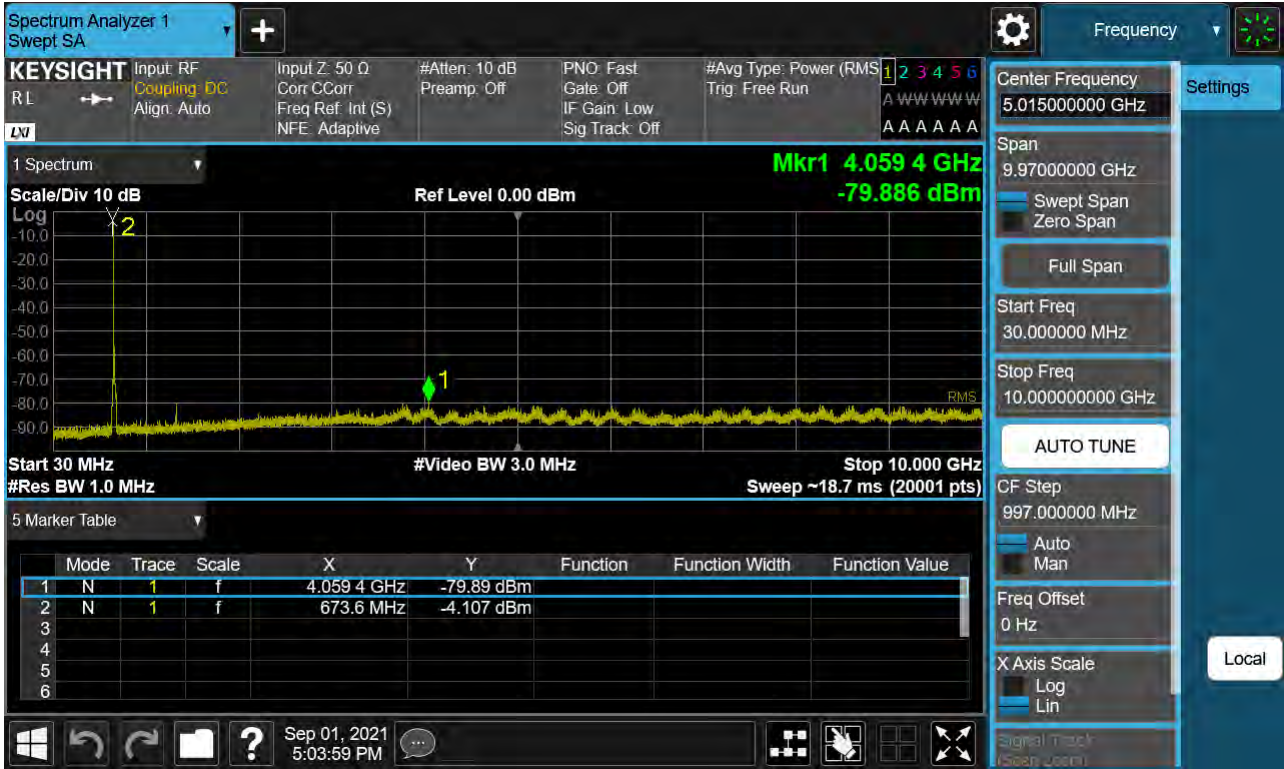 Spectrum Analyzer 1
Swept SA
Frequency
KEYSIGHT
RL
LXI
Input: RF
Coupling: DC
Align: Auto
Input Z: 50 Ω
Corr CCorr
Freq Ref: Int (S)
NFE: Adaptive
#Atten: 10 dB
Preamp: Off
PNO: Fast
Gate: Off
IF Gain: Low
Sig Track: Off
#Avg Type: Power (RMS
Trig: Free Run
1 2 3 4 5 6
A W W W W W
A A A A A A
Center Frequency
5.015000000 GHz
Settings
1 Spectrum
Mkr1 4.059 4 GHz
-79.886 dBm
Scale/Div 10 dB
Ref Level 0.00 dBm
Log
-10.0
-20.0
-30.0
-40.0
-50.0
-60.0
-70.0
-80.0
-90.0
2
1
RMS
Start 30 MHz
#Video BW 3.0 MHz
Stop 10.000 GHz
#Res BW 1.0 MHz
Sweep ~18.7 ms (20001 pts)
Span
9.97000000 GHz
Swept Span
Zero Span
Full Span
Start Freq
30.000000 MHz
Stop Freq
10.000000000 GHz
AUTO TUNE
CF Step
997.000000 MHz
Auto
Man
Freq Offset
0 Hz
X Axis Scale
Log
Lin
Signal Track
(Span Zoom)
Local
5 Marker Table
Mode Trace Scale X Y Function Function Width Function Value
1 N 1 f 4.059 4 GHz -79.89 dBm
2 N 1 f 673.6 MHz -4.107 dBm
3
4
5
6
?
Sep 01, 2021
5:03:59 PM